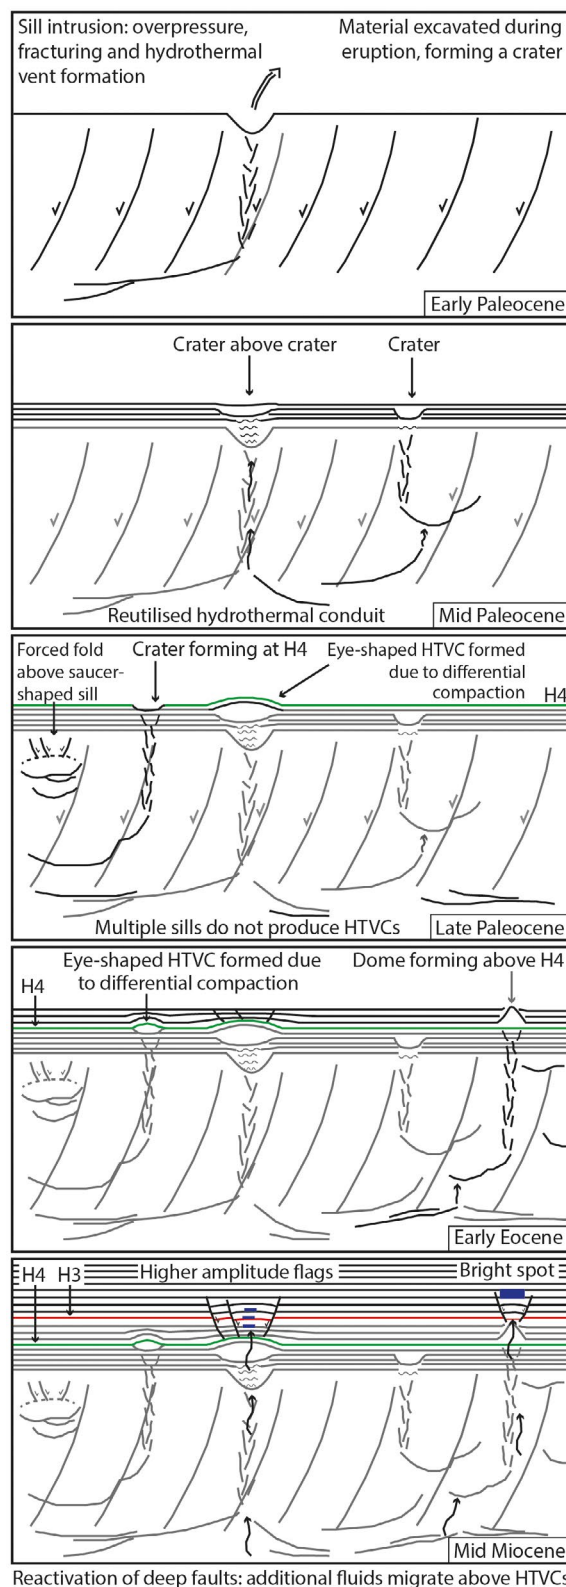 Sill intrusion: overpressure,
fracturing and hydrothermal
vent formation
Material excavated during
eruption, forming a crater
Early Paleocene
Crater above crater
Crater
Reutilised hydrothermal conduit
Mid Paleocene
Forced fold
above saucer-
shaped sill
Crater forming at H4
Eye-shaped HTVC formed
due to differential
compaction
H4
Multiple sills do not produce HTVCs
Late Paleocene
Eye-shaped HTVC formed due
to differential compaction
Dome forming above H4
H4
Early Eocene
H4 H3
Higher amplitude flags
Bright spot
Mid Miocene
Reactivation of deep faults: additional fluids migrate above HTVCs